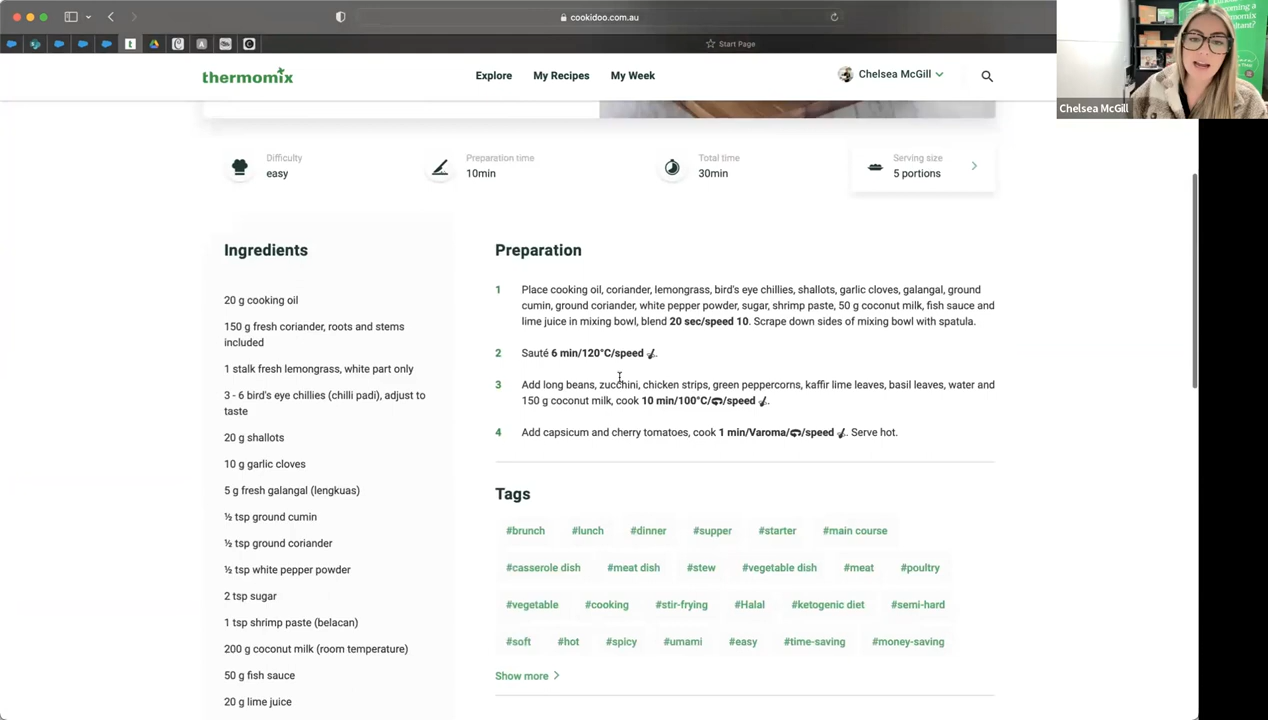 cookidoo.com.au
Start Page
thermomix
Explore
My Recipes
My Week
Chelsea McGill
Chelsea McGill
Difficulty
easy
Preparation time
10min
Total time
30min
Serving size
5 portions
Ingredients
20 g cooking oil
150 g fresh coriander, roots and stems
included
1 stalk fresh lemongrass, white part only
3 - 6 bird's eye chillies (chilli padi), adjust to
taste
20 g shallots
10 g garlic cloves
5 g fresh galangal (lengkuas)
½ tsp ground cumin
½ tsp ground coriander
½ tsp white pepper powder
2 tsp sugar
1 tsp shrimp paste (belacan)
200 g coconut milk (room temperature)
50 g fish sauce
20 g lime juice
Preparation
1 Place cooking oil, coriander, lemongrass, bird's eye chillies, shallots, garlic cloves, galangal, ground
cumin, ground coriander, white pepper powder, sugar, shrimp paste, 50 g coconut milk, fish sauce and
lime juice in mixing bowl, blend 20 sec/speed 10. Scrape down sides of mixing bowl with spatula.
2 Sauté 6 min/120°C/speed .
3 Add long beans, zucchini, chicken strips, green peppercorns, kaffir lime leaves, basil leaves, water and
150 g coconut milk, cook 10 min/100°C/ /speed .
4 Add capsicum and cherry tomatoes, cook 1 min/Varoma/ /speed . Serve hot.
Tags
#brunch #lunch #dinner #supper #starter #main course
#casserole dish #meat dish #stew #vegetable dish #meat #poultry
#vegetable #cooking #stir-frying #Halal #ketogenic diet #semi-hard
#soft #hot #spicy #umami #easy #time-saving #money-saving
Show more